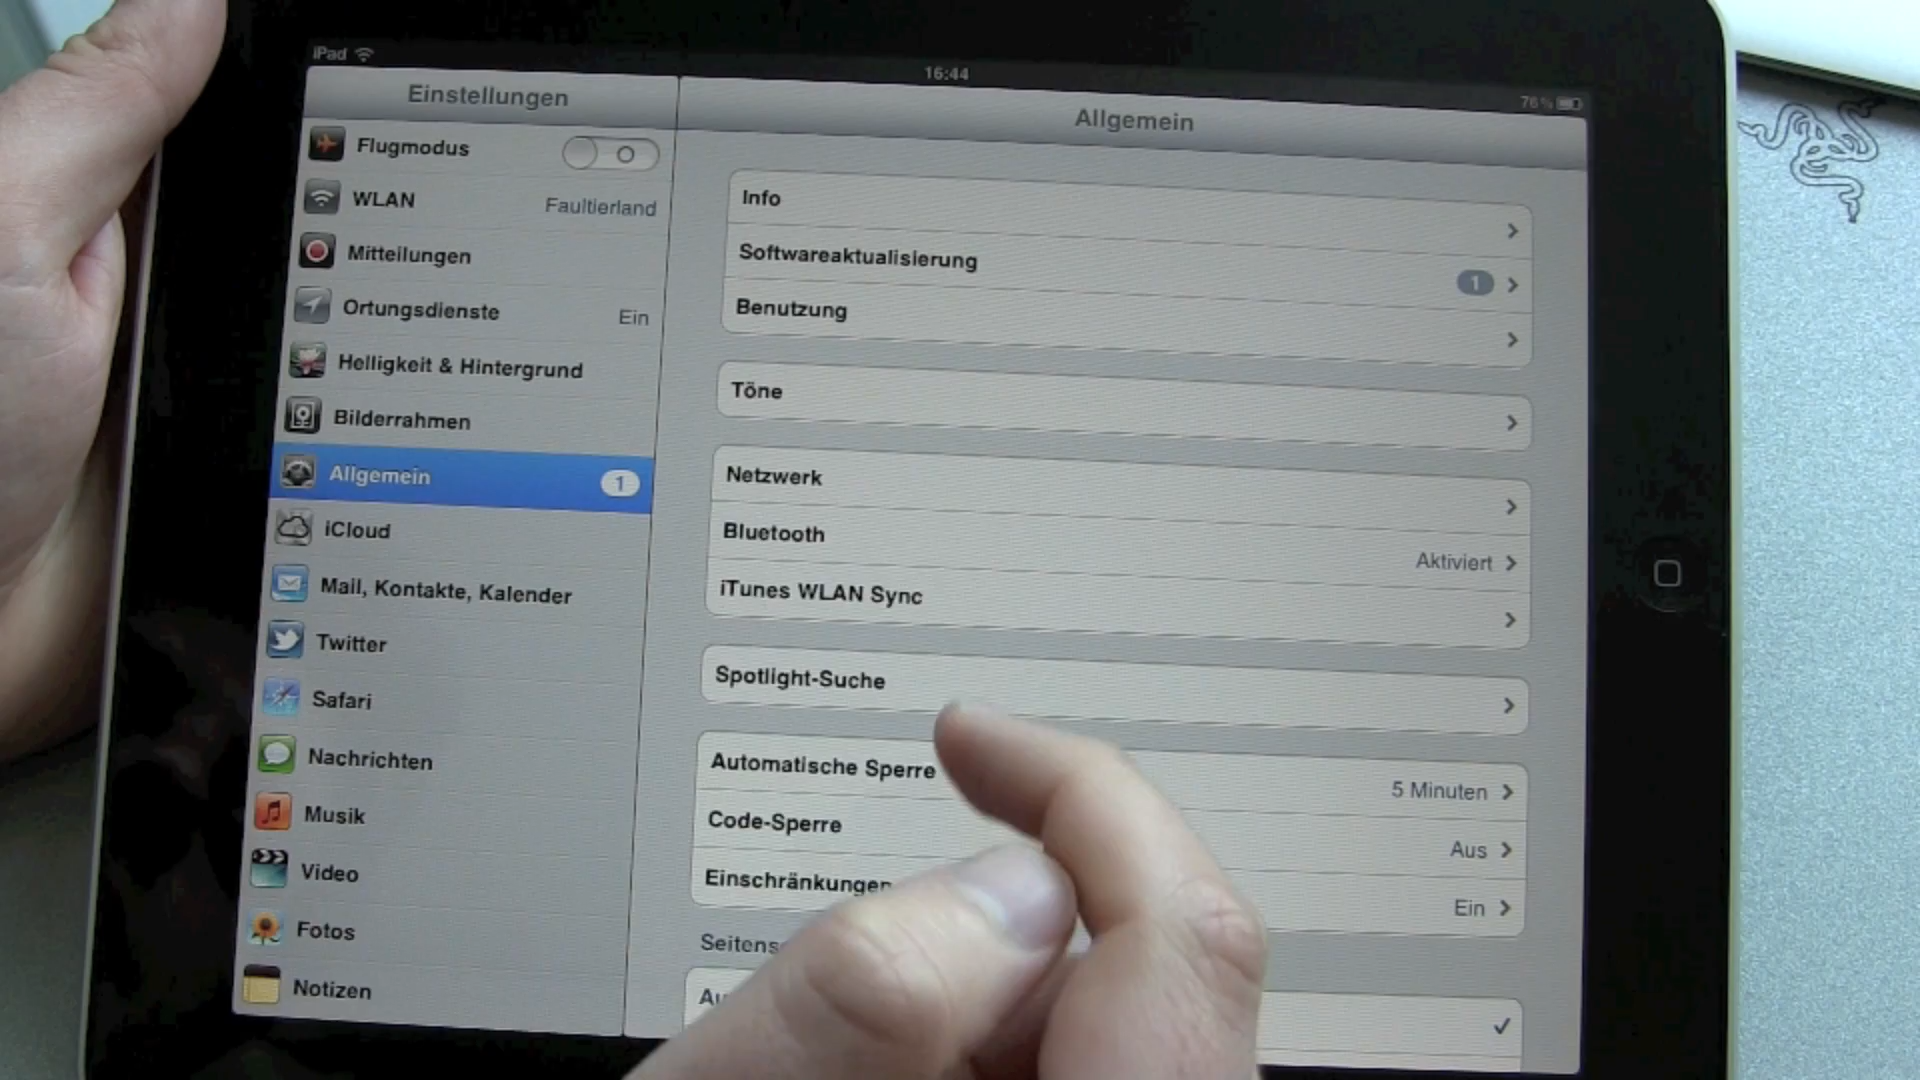 iPad
16:44
76%
Einstellungen
Flugmodus
WLAN Faultierland
Mitteilungen
Ortungsdienste Ein
Helligkeit & Hintergrund
Bilderrahmen
Allgemein 1
iCloud
Mail, Kontakte, Kalender
Twitter
Safari
Nachrichten
Musik
Video
Fotos
Notizen
Allgemein
Info
Softwareaktualisierung 1
Benutzung
Töne
Netzwerk
Bluetooth Aktiviert
iTunes WLAN Sync
Spotlight-Suche
Automatische Sperre 5 Minuten
Code-Sperre Aus
Einschränkungen Ein